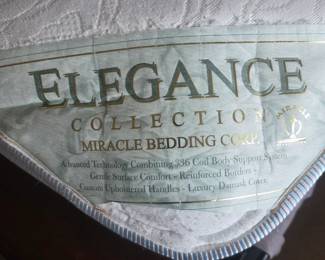 ELEGANCE
COLLECTION
MIRACLE BEDDING CORP.
MIRACLE
Advanced Technology Combining 336 Coil Body Support System
Gentle Surface Comfort - Reinforced Borders -
Custom Upholstered Handles - Luxury Damask Cover